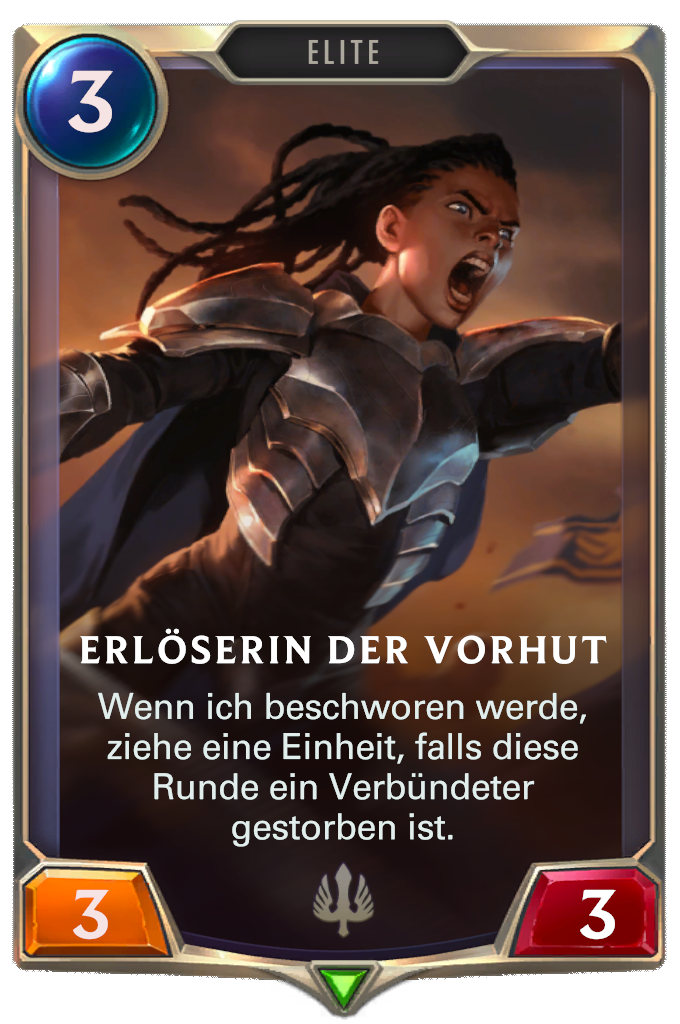 ELITE
3
ERLÖSERIN DER VORHUT
Wenn ich beschworen werde,
ziehe eine Einheit, falls diese
Runde ein Verbündeter
gestorben ist.
3
3